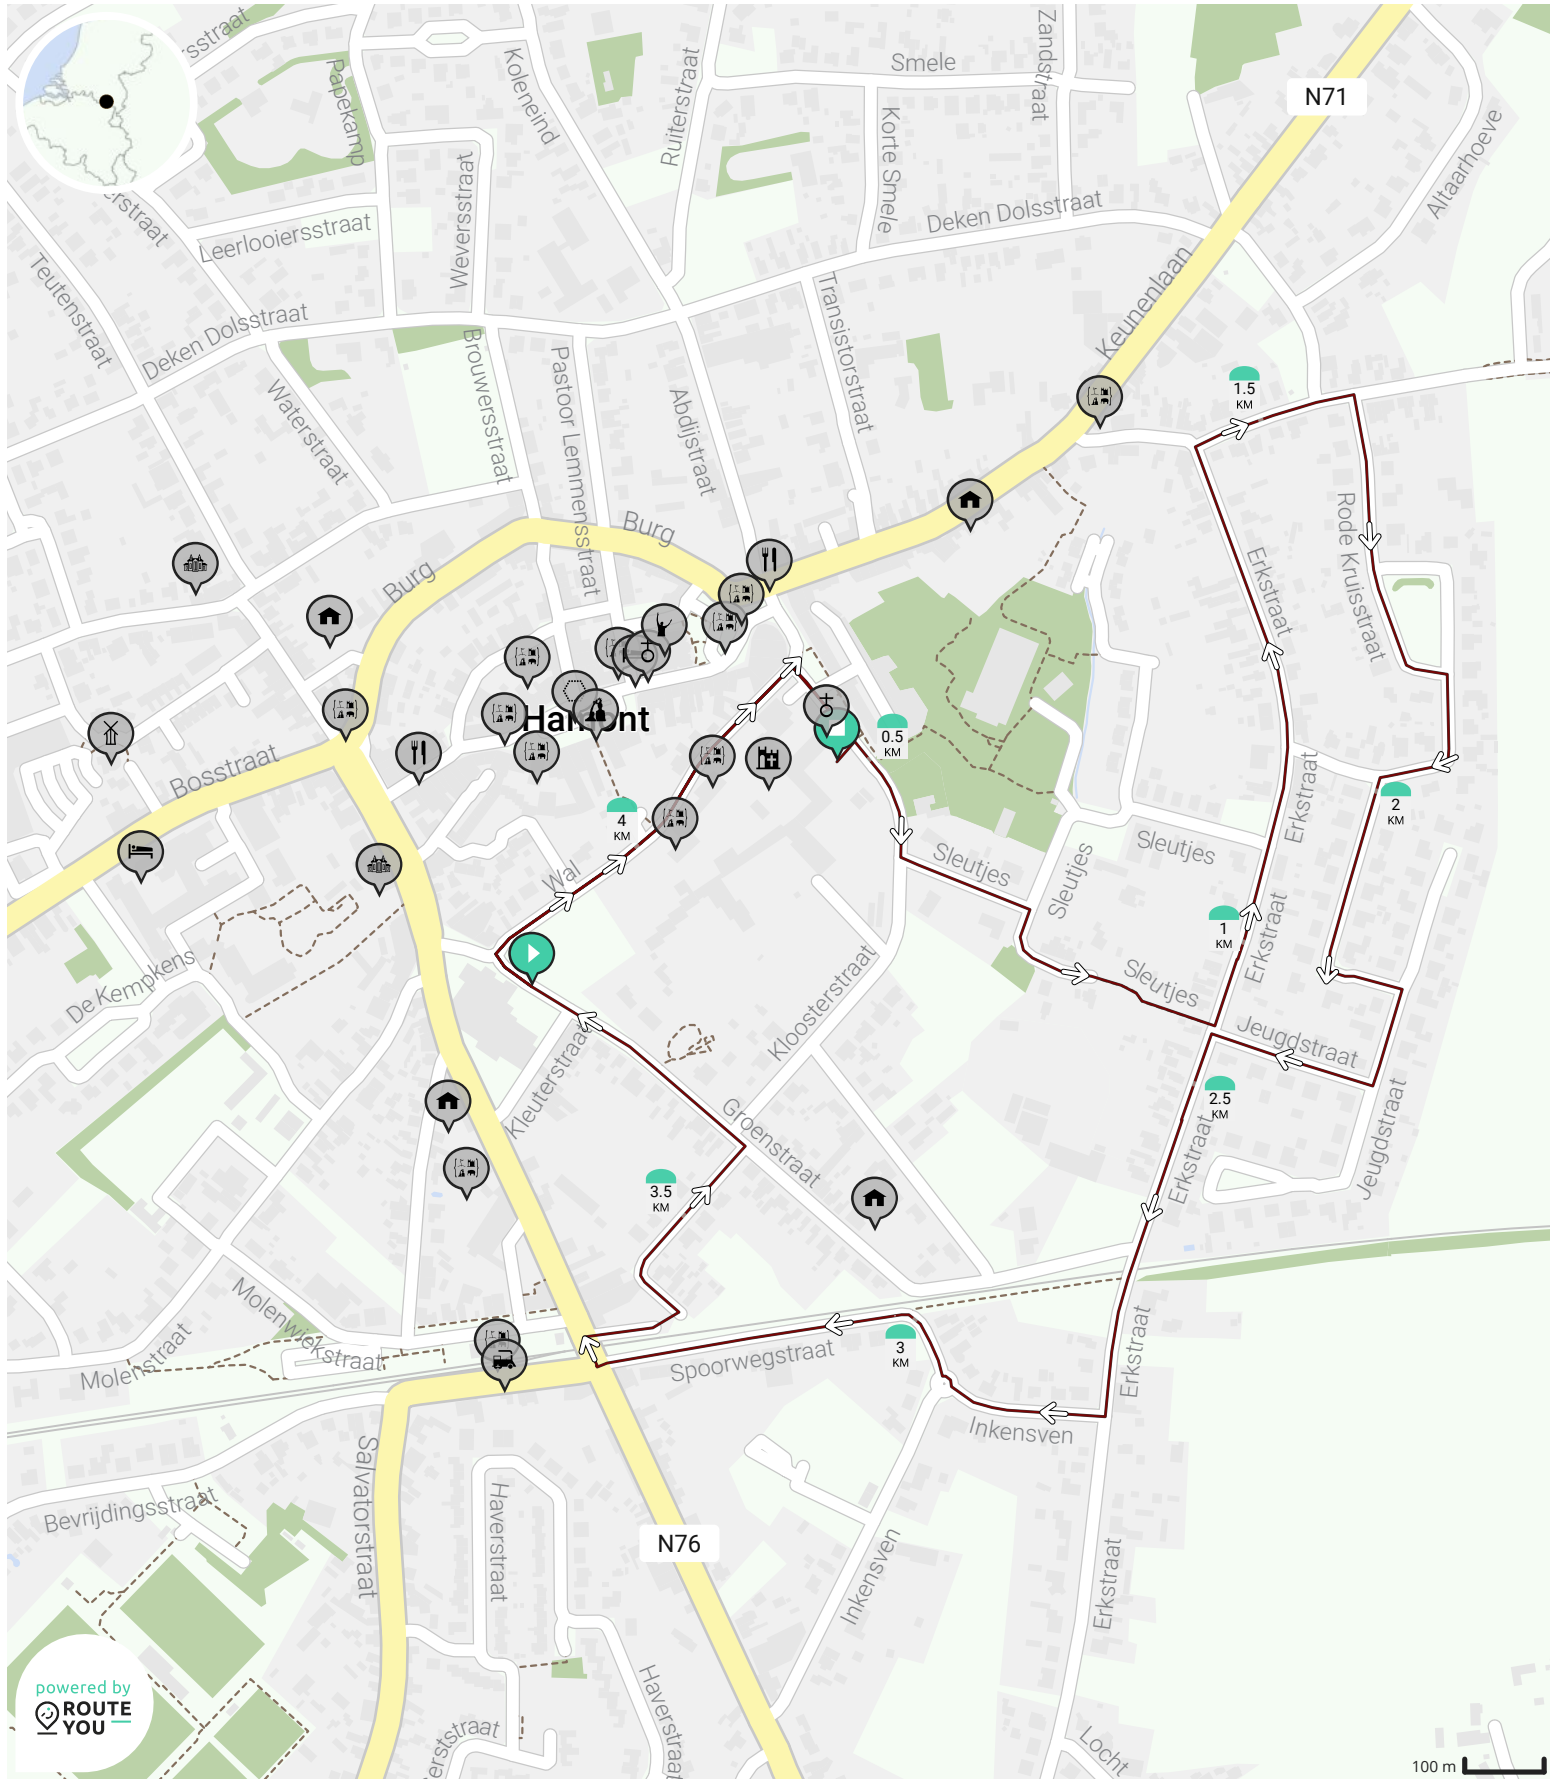 rsstraat
Papekamp
Koleneind
Ruiterstraat
Smele
Zandstraat
N71
Korte Smele
Altaarhoeve
erstraat
Leerlooiersstraat
Weversstraat
Deken Dolsstraat
Teutenstraat
Deken Dolsstraat
Keunenlaan
Transistorstraat
Brouwersstraat
Pastoor Lemmensstraat
Abdijstraat
Waterstraat
1.5
KM
Rode Kruisstraat
Burg
Burg
Erkstraat
Hamont
0.5
KM
Bosstraat
Erkstraat
2
KM
4
KM
Sleutjes
Sleutjes
Sleutjes
Wal
1
KM
Erkstraat
De Kempkens
Kloosterstraat
Sleutjes
Jeugdstraat
Kleuterstraat
2.5
KM
Groenstraat
Erkstraat
Jeugdstraat
3.5
KM
Molenwiekstraat
Molenstraat
Spoorwegstraat
3
KM
Erkstraat
Inkensven
Salvatorstraat
Bevrijdingsstraat
Haverstraat
N76
Inkensven
Erkstraat
Haverstraat
erststraat
Locht
powered by
ROUTE
YOU
100 m